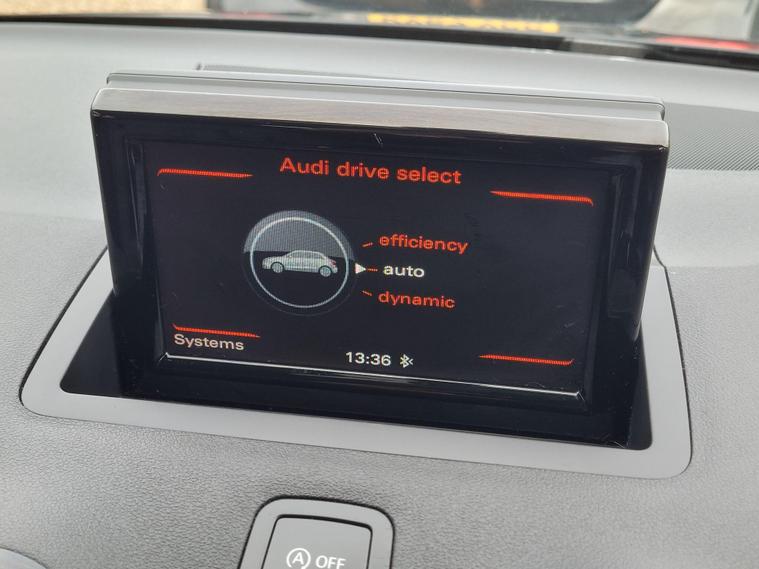 Audi drive select
efficiency
auto
dynamic
Systems
13:36
A OFF